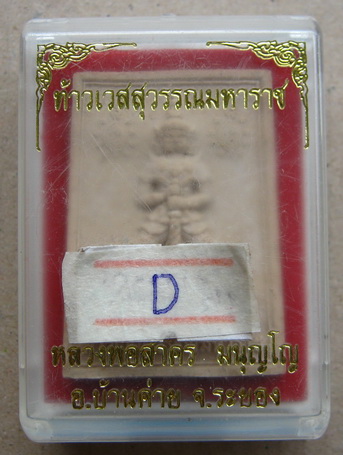 ท้าวเวสสุวรรณมหาราช
D
หลวงพ่อสาคร มนุญโญ
อ.บ้านค่าย จ.ระยอง